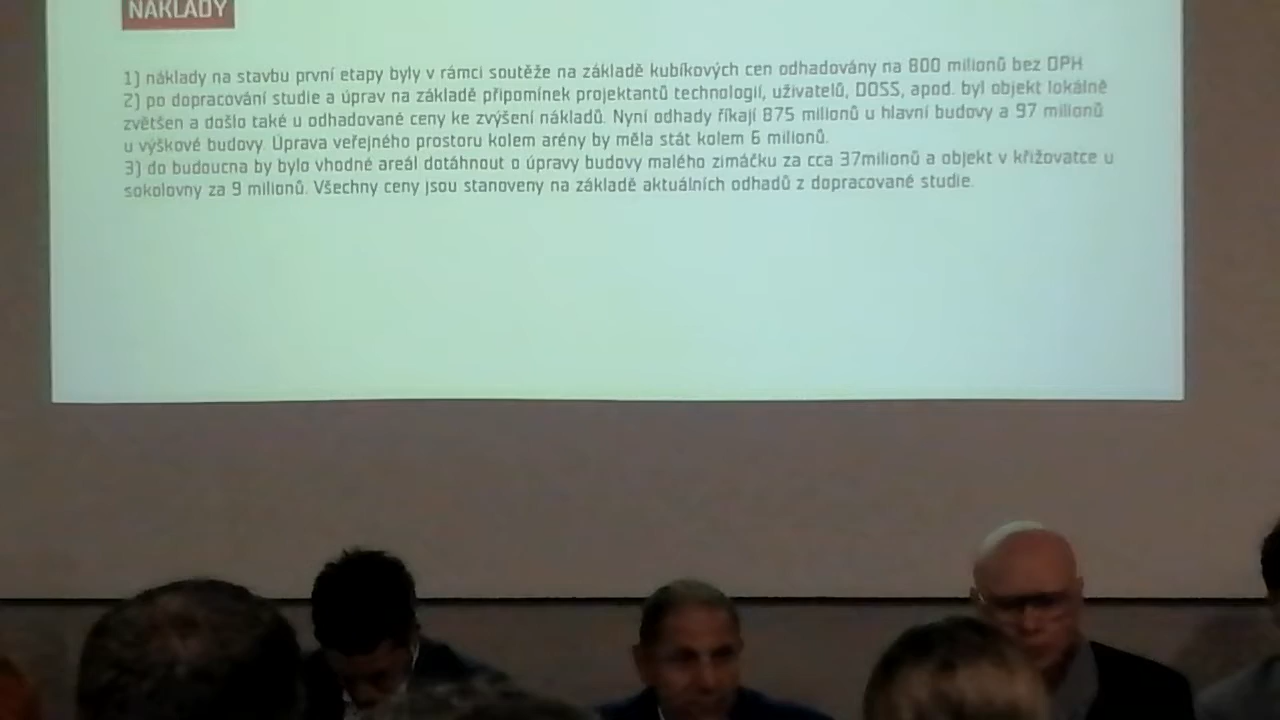 NÁKLADY
1) náklady na stavbu první etapy byly v rámci soutěže na základě kubíkových cen odhadovány na 800 milionů bez DPH
2) po dopracování studie a úprav na základě připomínek projektantů technologií, uživatelů, DOSS, apod. byl objekt lokálně
zvětšen a došlo také u odhadované ceny ke zvýšení nákladů. Nyní odhady říkají 875 milionů u hlavní budovy a 97 milionů
u výškové budovy. Úprava veřejného prostoru kolem arény by měla stát kolem 6 milionů.
3) do budoucna by bylo vhodné areál dotáhnout o úpravy budovy malého zimáčku za cca 37milionů a objekt v křižovatce u
sokolovny za 9 milionů. Všechny ceny jsou stanoveny na základě aktuálních odhadů z dopracované studie.